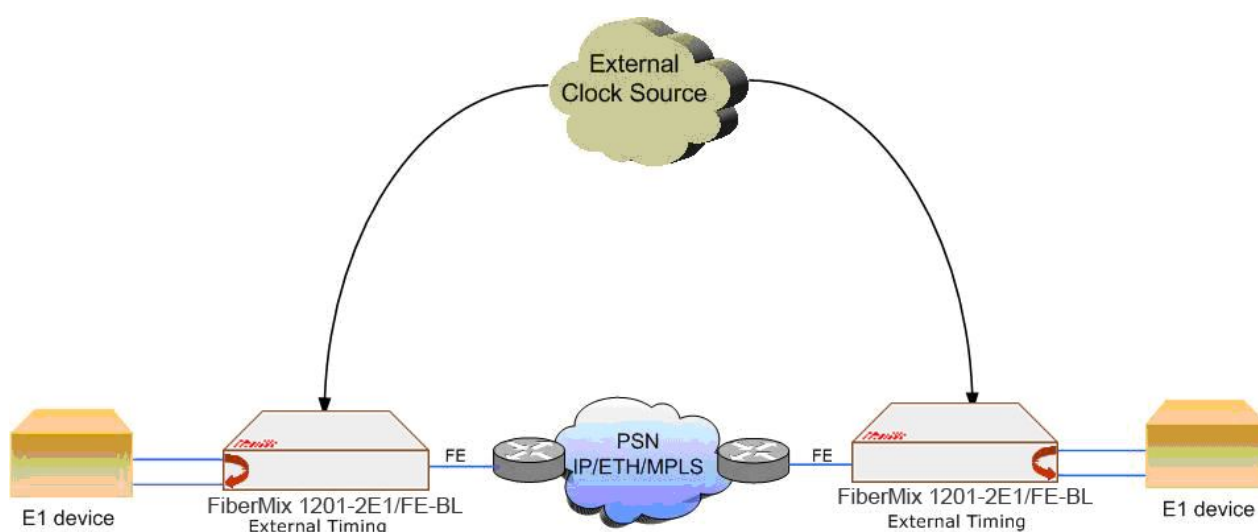 External
Clock Source
PSN
IP/ETH/MPLS
FE
FE
E1 device
FiberMix 1201-2E1/FE-BL
External Timing
FiberMix 1201-2E1/FE-BL
External Timing
E1 device